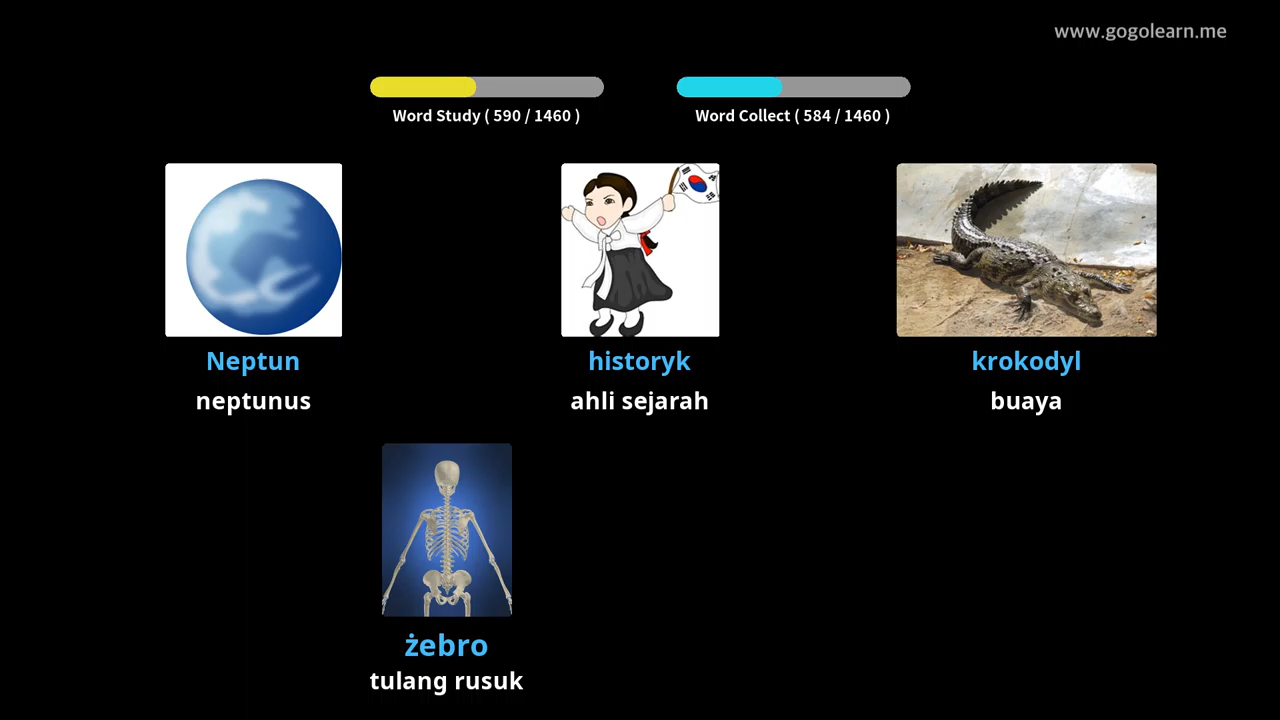 www.gogolearn.me
Word Study ( 590 / 1460 )
Word Collect ( 584 / 1460 )
Neptun
neptunus
historyk
ahli sejarah
krokodyl
buaya
żebro
tulang rusuk